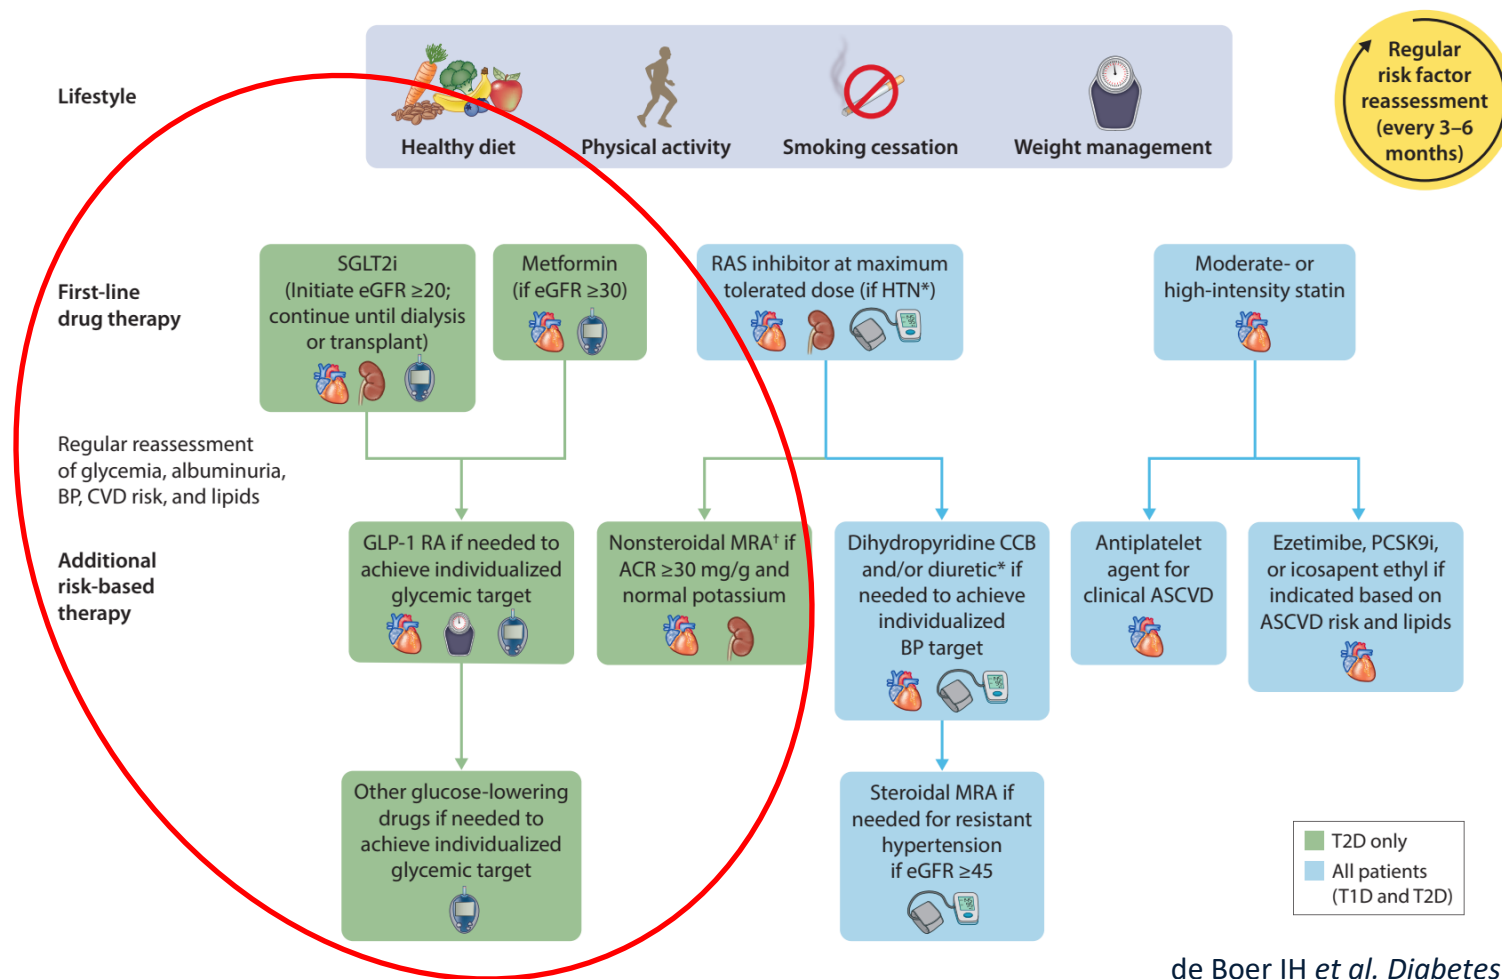 Lifestyle
Healthy diet
Physical activity
Smoking cessation
Weight management
Regular
risk factor
reassessment
(every 3–6
months)
First-line
drug therapy
SGLT2i
(Initiate eGFR ≥20;
continue until dialysis
or transplant)
Metformin
(if eGFR ≥30)
RAS inhibitor at maximum
tolerated dose (if HTN*)
Moderate- or
high-intensity statin
Regular reassessment
of glycemia, albuminuria,
BP, CVD risk, and lipids
Additional
risk-based
therapy
GLP-1 RA if needed to
achieve individualized
glycemic target
Nonsteroidal MRA† if
ACR ≥30 mg/g and
normal potassium
Dihydropyridine CCB
and/or diuretic* if
needed to achieve
individualized
BP target
Antiplatelet
agent for
clinical ASCVD
Ezetimibe, PCSK9i,
or icosapent ethyl if
indicated based on
ASCVD risk and lipids
Other glucose-lowering
drugs if needed to
achieve individualized
glycemic target
Steroidal MRA if
needed for resistant
hypertension
if eGFR ≥45
T2D only
All patients
(T1D and T2D)
de Boer IH et al. Diabetes